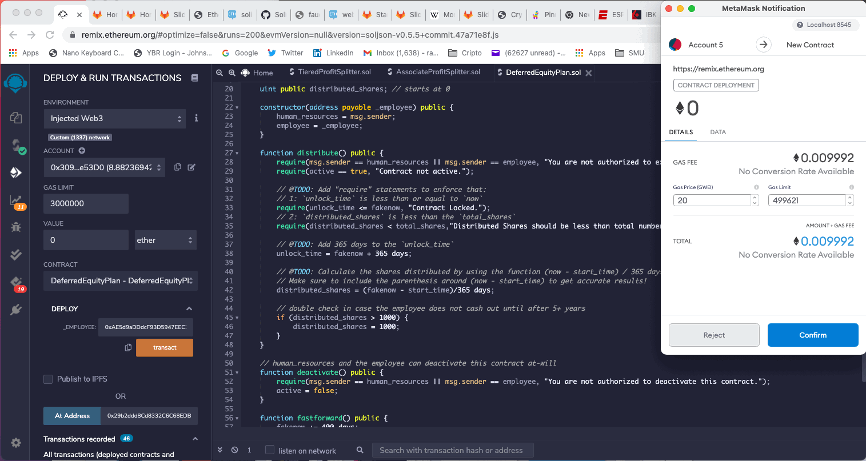 Ho
Ho
Slic
Eth
soli
Sol
fau
we
Sta
Slic
Wo
Slic
Cry
Pin
Ne
ESI
IBK
remix.ethereum.org/#optimize=false&runs=200&evmVersion=null&version=soljson-v0.5.5+commit.47a71e8f.js
Apps
Nano Keyboard C...
YBR Login - Johns...
Google
Twitter
LinkedIn
Inbox (1,636) - ra...
Crypto
(62627 unread) -...
Apps
SMU
DEPLOY & RUN TRANSACTIONS
ENVIRONMENT
Injected Web3
i
Custom (1337) network
ACCOUNT
0x309...e53D0 (8.88236942
GAS LIMIT
3000000
VALUE
0
ether
CONTRACT
DeferredEquityPlan - DeferredEquityPl
DEPLOY
_EMPLOYEE:
transact
Publish to IPFS
OR
At Address
Transactions recorded 46
All transactions (deployed contracts and
Home
TieredProfitSplitter.sol
AssociateProfitSplitter.sol
DeferredEquityPlan.sol
20 uint public distributed_shares; // starts at 0
21
22 constructor(address payable _employee) public {
23 human_resources = msg.sender;
24 employee = _employee;
25 }
26
27 function distribute() public {
28 require(msg.sender == human_resources || msg.sender == employee, "You are not authorized to ex
29 require(active == true, "Contract not active.");
30
31 // @TODO: Add "require" statements to enforce that:
32 // 1: `unlock_time` is less than or equal to `now`
33 require(unlock_time <= fakenow, "Contract Locked.");
34 // 2: `distributed_shares` is less than the `total_shares`
35 require(distributed_shares < total_shares,"Distributed Shares should be less than total number
36
37 // @TODO: Add 365 days to the `unlock_time`
38 unlock_time = fakenow + 365 days;
39
40 // @TODO: Calculate the shares distributed by using the function (now - start_time) / 365 days
41 // Make sure to include the parenthesis around (now - start_time) to get accurate results!
42 distributed_shares = (fakenow - start_time)/365 days;
43
44 // double check in case the employee does not cash out until after 5+ years
45 if (distributed_shares > 1000) {
46 distributed_shares = 1000;
47 }
48 }
49
50 // human_resources and the employee can deactivate this contract at-will
51 function deactivate() public {
52 require(msg.sender == human_resources || msg.sender == employee, "You are not authorized to deactivate this contract.");
53 active = false;
54 }
55
56 function fastforward() public {
57 fakenow += 400 days;
1
listen on network
Search with transaction hash or address
MetaMask Notification
Localhost 8545
Account 5
New Contract
https://remix.ethereum.org
CONTRACT DEPLOYMENT
0
DETAILS
DATA
GAS FEE
0.009992
No Conversion Rate Available
Gas Price (GWEI)
Gas Limit
20
499621
AMOUNT + GAS FEE
TOTAL
0.009992
No Conversion Rate Available
Reject
Confirm